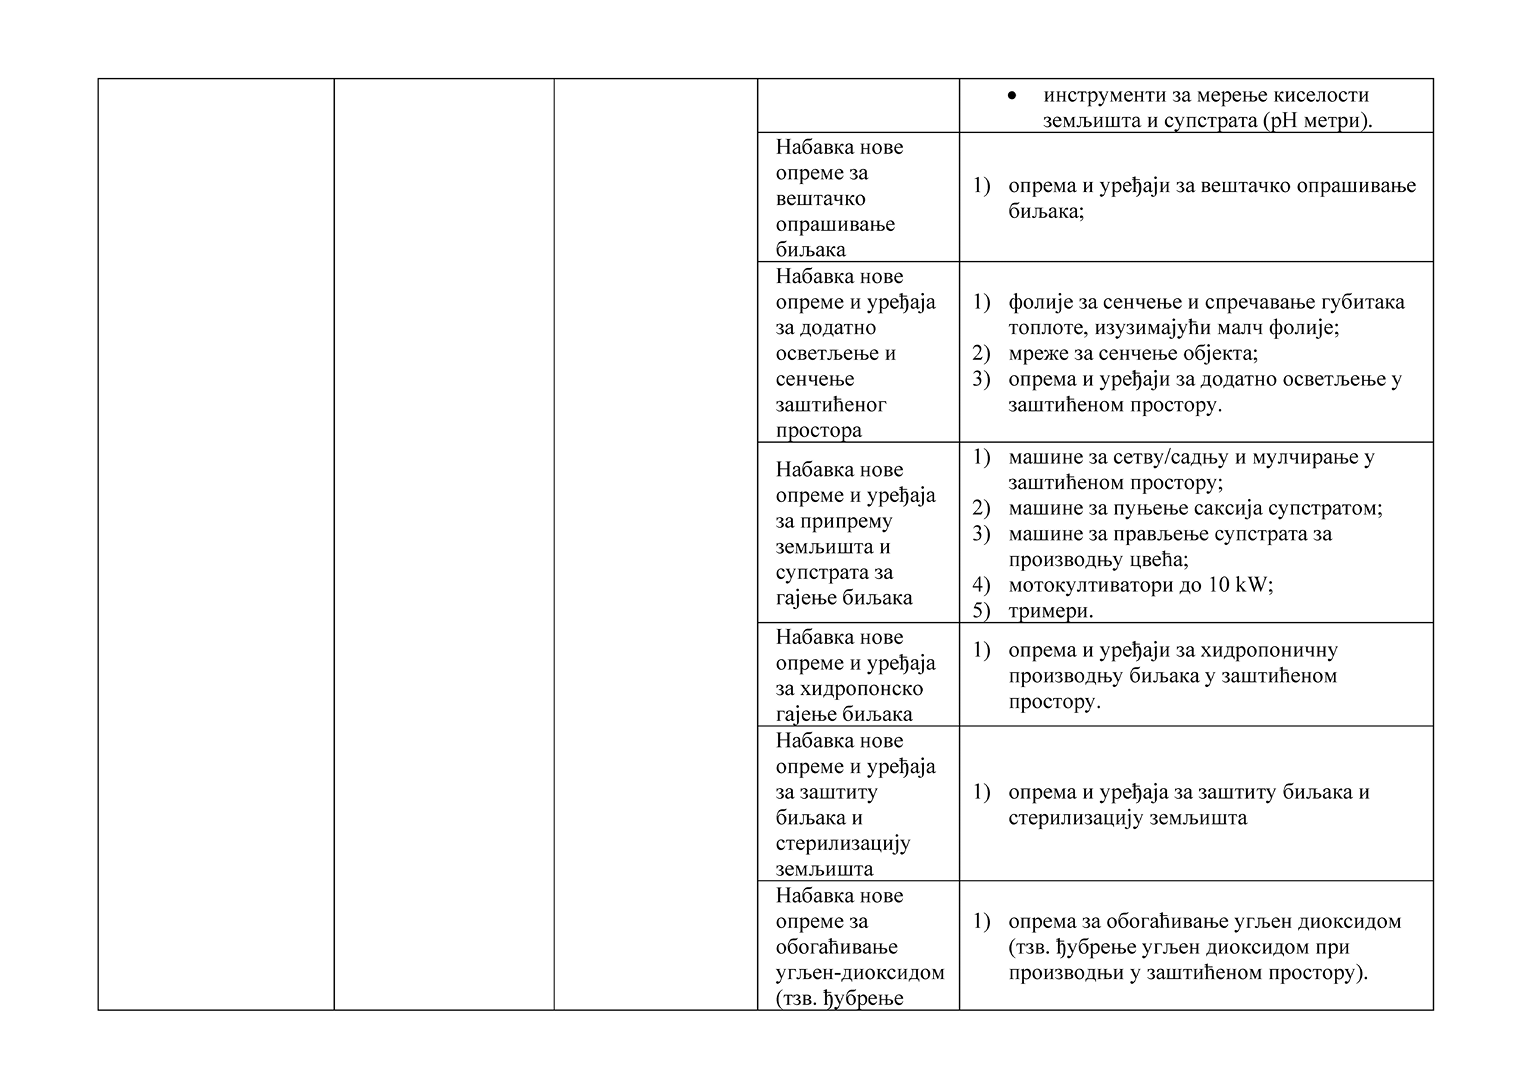 • инструменти за мерење киселости
земљишта и супстрата (pH метри).
Набавка нове
опреме за
вештачко
опрашивање
биљака
1) опрема и уређаји за вештачко опрашивање
биљака;
Набавка нове
опреме и уређаја
за додатно
осветљење и
сенчење
заштићеног
простора
1) фолије за сенчење и спречавање губитака
топлоте, изузимајући малч фолије;
2) мреже за сенчење објекта;
3) опрема и уређаји за додатно осветљење у
заштићеном простору.
Набавка нове
опреме и уређаја
за припрему
земљишта и
супстрата за
гајење биљака
1) машине за сетву/садњу и мулчирање у
заштићеном простору;
2) машине за пуњење саксија супстратом;
3) машине за прављење супстрата за
производњу цвећа;
4) мотокултиватори до 10 kW;
5) тримери.
Набавка нове
опреме и уређаја
за хидропонско
гајење биљака
1) опрема и уређаји за хидропоничну
производњу биљака у заштићеном
простору.
Набавка нове
опреме и уређаја
за заштиту
биљака и
стерилизацију
земљишта
1) опрема и уређаја за заштиту биљака и
стерилизацију земљишта
Набавка нове
опреме за
обогаћивање
угљен-диоксидом
(тзв. ђубрење
1) опрема за обогаћивање угљен диоксидом
(тзв. ђубрење угљен диоксидом при
производњи у заштићеном простору).